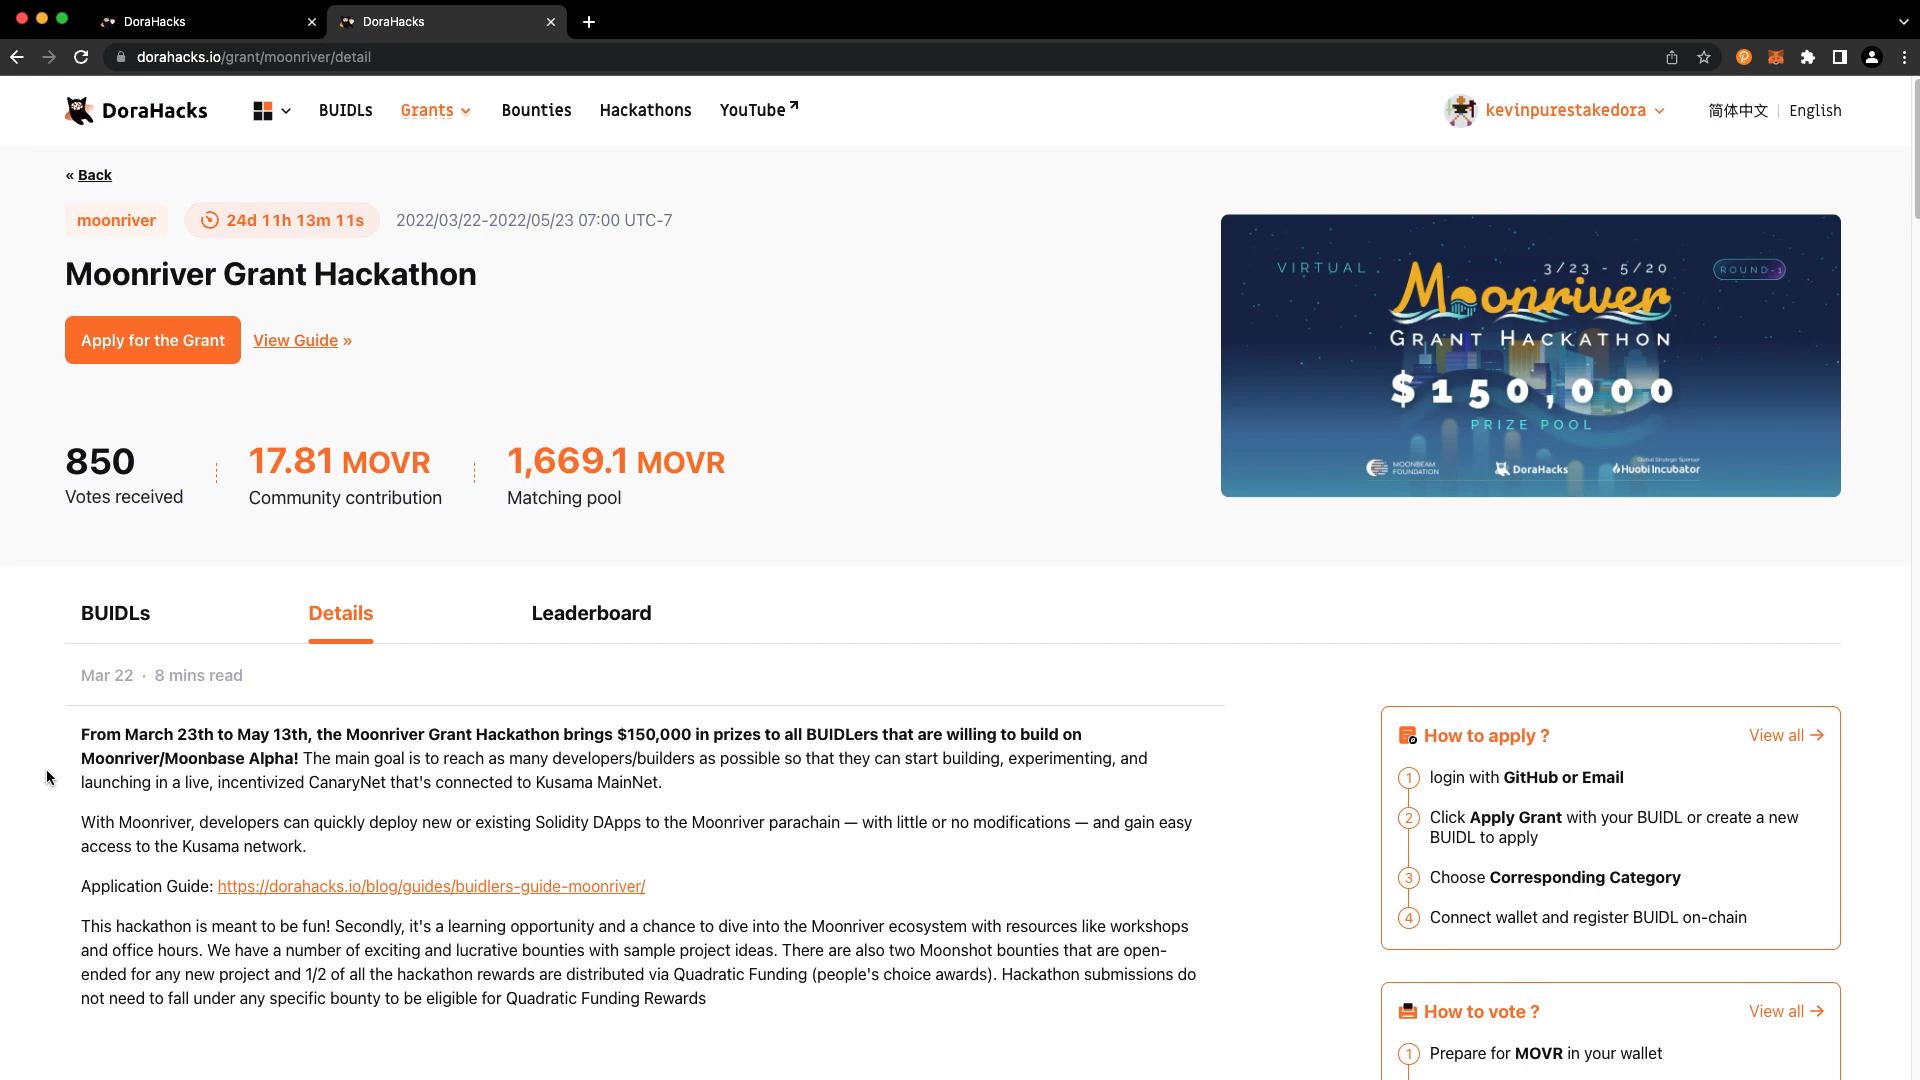 DoraHacks
DoraHacks
dorahacks.io/grant/moonriver/detail
DoraHacks
BUIDLs
Grants
Bounties
Hackathons
YouTube
kevinpurestakedora
简体中文 | English
« Back
moonriver
24d 11h 13m 11s
2022/03/22-2022/05/23 07:00 UTC-7
Moonriver Grant Hackathon
Apply for the Grant
View Guide »
850
Votes received
17.81 MOVR
Community contribution
1,669.1 MOVR
Matching pool
VIRTUAL
3/23 - 5/20
ROUND-1
Moonriver
GRANT HACKATHON
$150,000
PRIZE POOL
MOONBEAM
FOUNDATION
DoraHacks
Global Strategic Sponsor
Huobi Incubator
BUIDLs
Details
Leaderboard
Mar 22 · 8 mins read
From March 23th to May 13th, the Moonriver Grant Hackathon brings $150,000 in prizes to all BUIDLers that are willing to build on
Moonriver/Moonbase Alpha! The main goal is to reach as many developers/builders as possible so that they can start building, experimenting, and
launching in a live, incentivized CanaryNet that's connected to Kusama MainNet.
With Moonriver, developers can quickly deploy new or existing Solidity DApps to the Moonriver parachain — with little or no modifications — and gain easy
access to the Kusama network.
Application Guide: https://dorahacks.io/blog/guides/buidlers-guide-moonriver/
This hackathon is meant to be fun! Secondly, it's a learning opportunity and a chance to dive into the Moonriver ecosystem with resources like workshops
and office hours. We have a number of exciting and lucrative bounties with sample project ideas. There are also two Moonshot bounties that are open-
ended for any new project and 1/2 of all the hackathon rewards are distributed via Quadratic Funding (people's choice awards). Hackathon submissions do
not need to fall under any specific bounty to be eligible for Quadratic Funding Rewards
How to apply ?
View all →
1 login with GitHub or Email
2 Click Apply Grant with your BUIDL or create a new
BUIDL to apply
3 Choose Corresponding Category
4 Connect wallet and register BUIDL on-chain
How to vote ?
View all →
1 Prepare for MOVR in your wallet